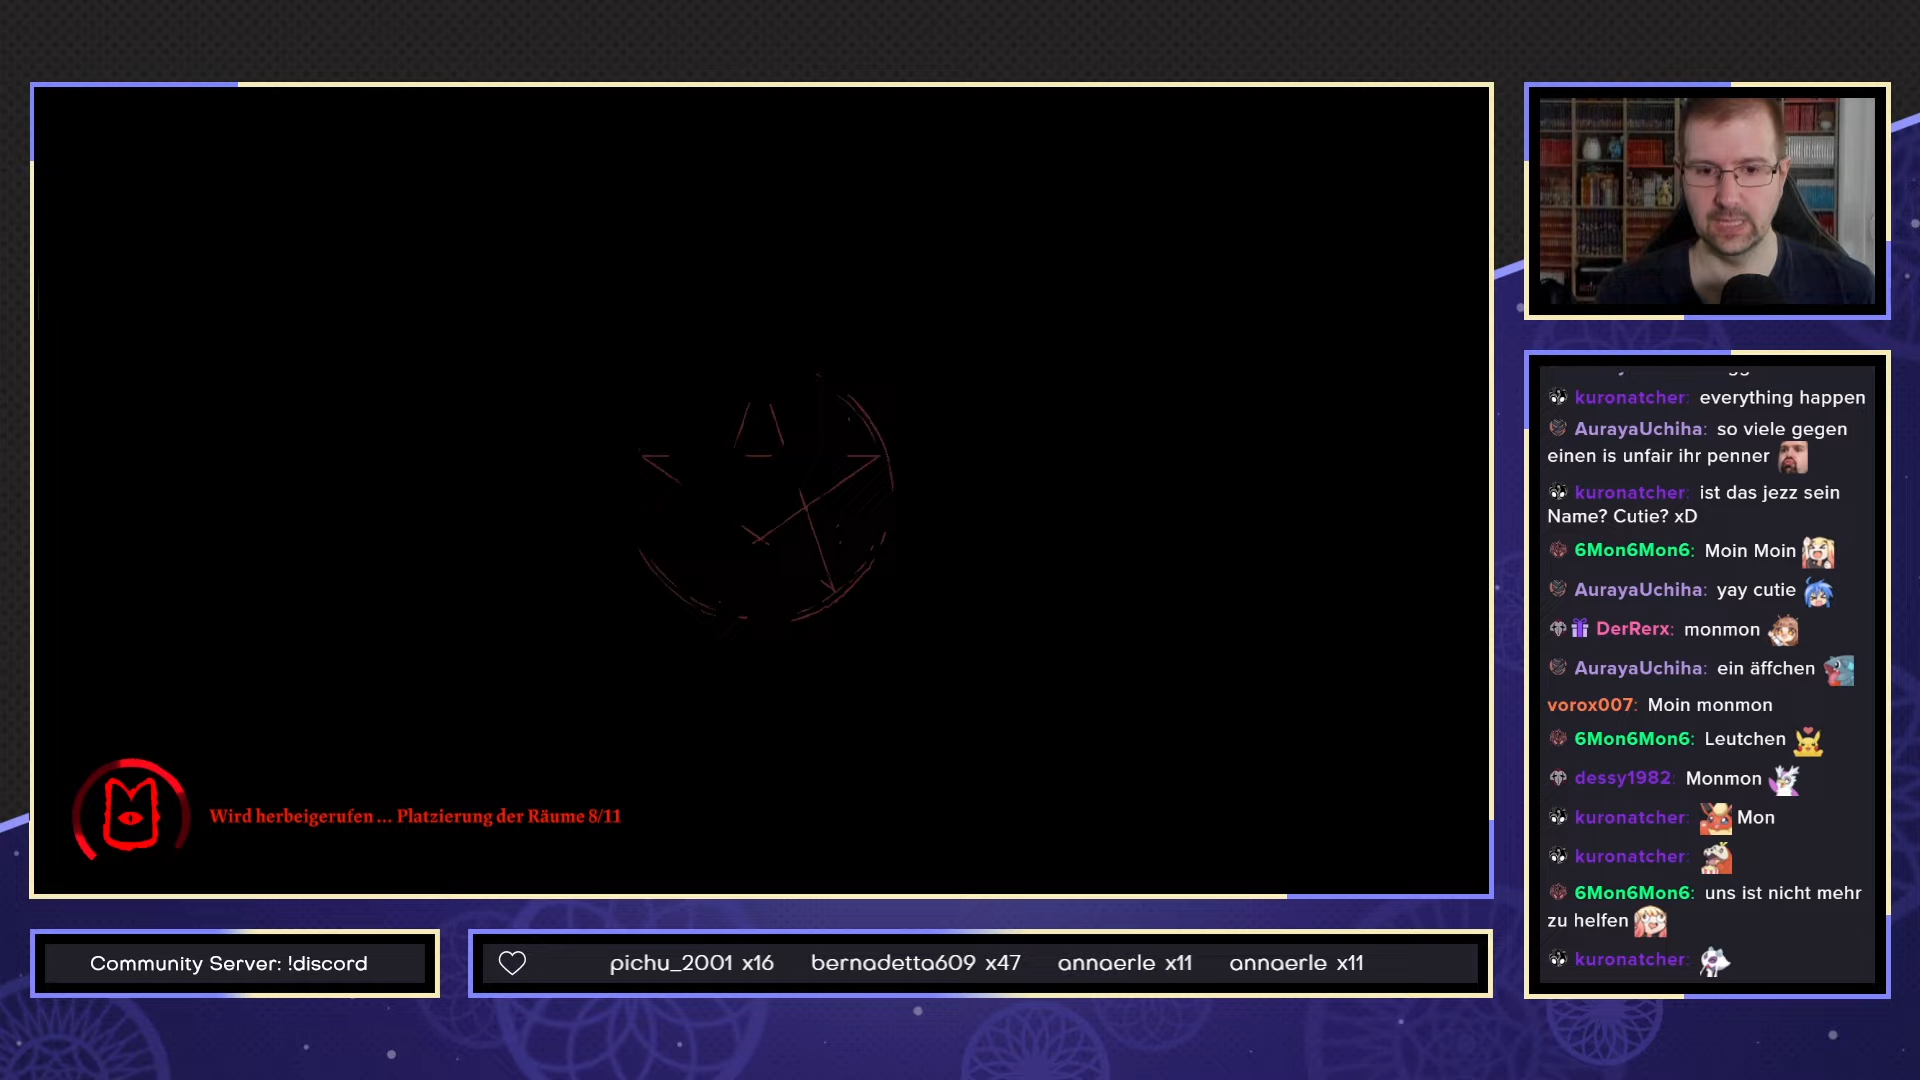 Wird herbeigerufen ... Platzierung der Räume 8/11
kuronatcher: everything happen
AurayaUchiha: so viele gegen
einen is unfair ihr penner
kuronatcher: ist das jezz sein
Name? Cutie? xD
6Mon6Mon6: Moin Moin
AurayaUchiha: yay cutie
DerRerx: monmon
AurayaUchiha: ein äffchen
vorox007: Moin monmon
6Mon6Mon6: Leutchen
dessy1982: Monmon
kuronatcher: Mon
kuronatcher:
6Mon6Mon6: uns ist nicht mehr
zu helfen
kuronatcher:
Community Server: !discord
pichu_2001 x16 bernadetta609 x47 annaerle x11 annaerle x11